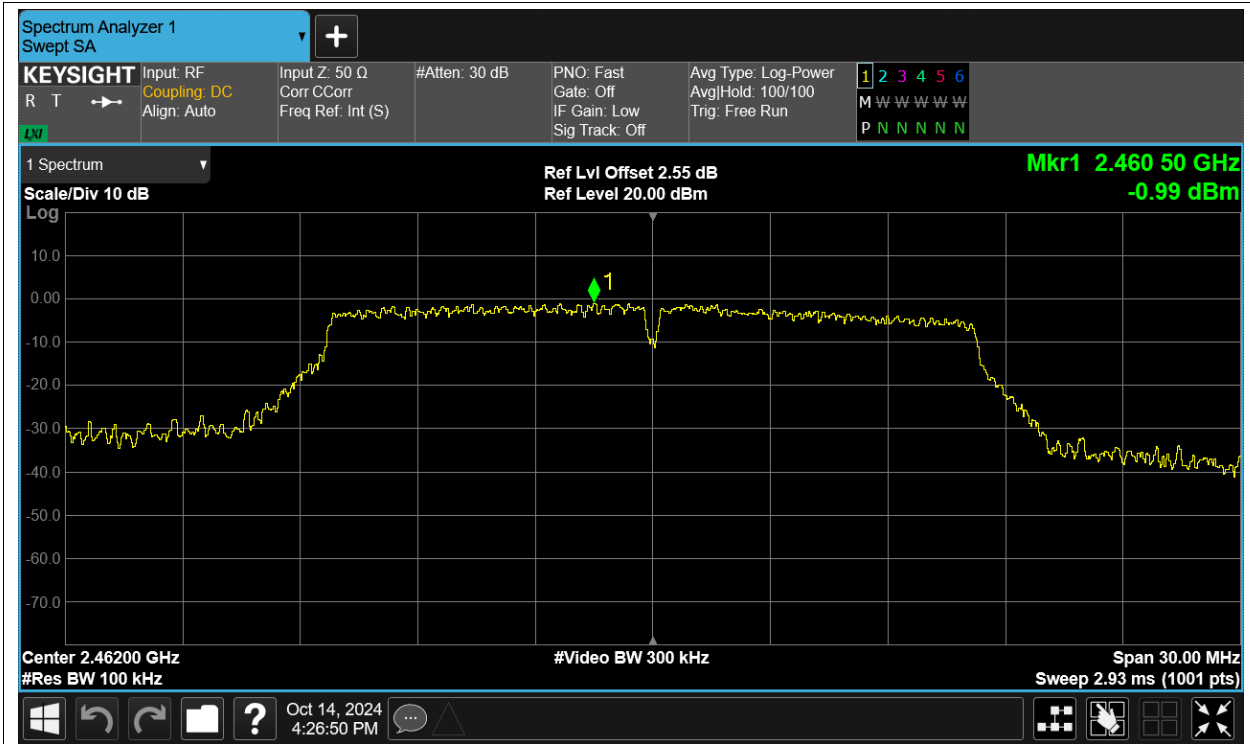 Spectrum Analyzer 1
Swept SA
+
KEYSIGHT
R T
LXI
Input: RF
Coupling: DC
Align: Auto
Input Z: 50 Ω
Corr CCorr
Freq Ref: Int (S)
#Atten: 30 dB
PNO: Fast
Gate: Off
IF Gain: Low
Sig Track: Off
Avg Type: Log-Power
Avg|Hold: 100/100
Trig: Free Run
1 2 3 4 5 6
M W W W W W
P N N N N N
1 Spectrum
Scale/Div 10 dB
Log
Ref Lvl Offset 2.55 dB
Ref Level 20.00 dBm
Mkr1 2.460 50 GHz
-0.99 dBm
10.0
0.00
-10.0
-20.0
-30.0
-40.0
-50.0
-60.0
-70.0
1
Center 2.46200 GHz
#Res BW 100 kHz
#Video BW 300 kHz
Span 30.00 MHz
Sweep 2.93 ms (1001 pts)
?
Oct 14, 2024
4:26:50 PM